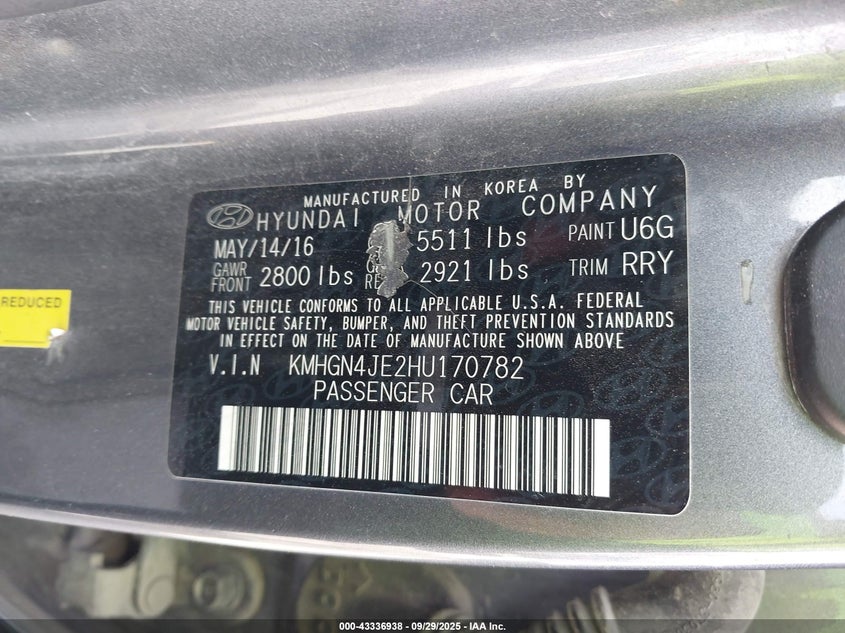 MANUFACTURED IN KOREA BY
HYUNDAI MOTOR COMPANY
MAY/14/16 5511 lbs PAINT U6G
GAWR FRONT 2800 lbs 2921 lbs TRIM RRY
THIS VEHICLE CONFORMS TO ALL APPLICABLE U.S.A. FEDERAL
MOTOR VEHICLE SAFETY, BUMPER, AND THEFT PREVENTION STANDARDS
IN EFFECT ON THE DATE OF MANUFACTURE SHOWN ABOVE
V.I.N KMHGN4JE2HU170782
PASSENGER CAR
REDUCED
000-43336938 - 09/29/2025 - IAA Inc.